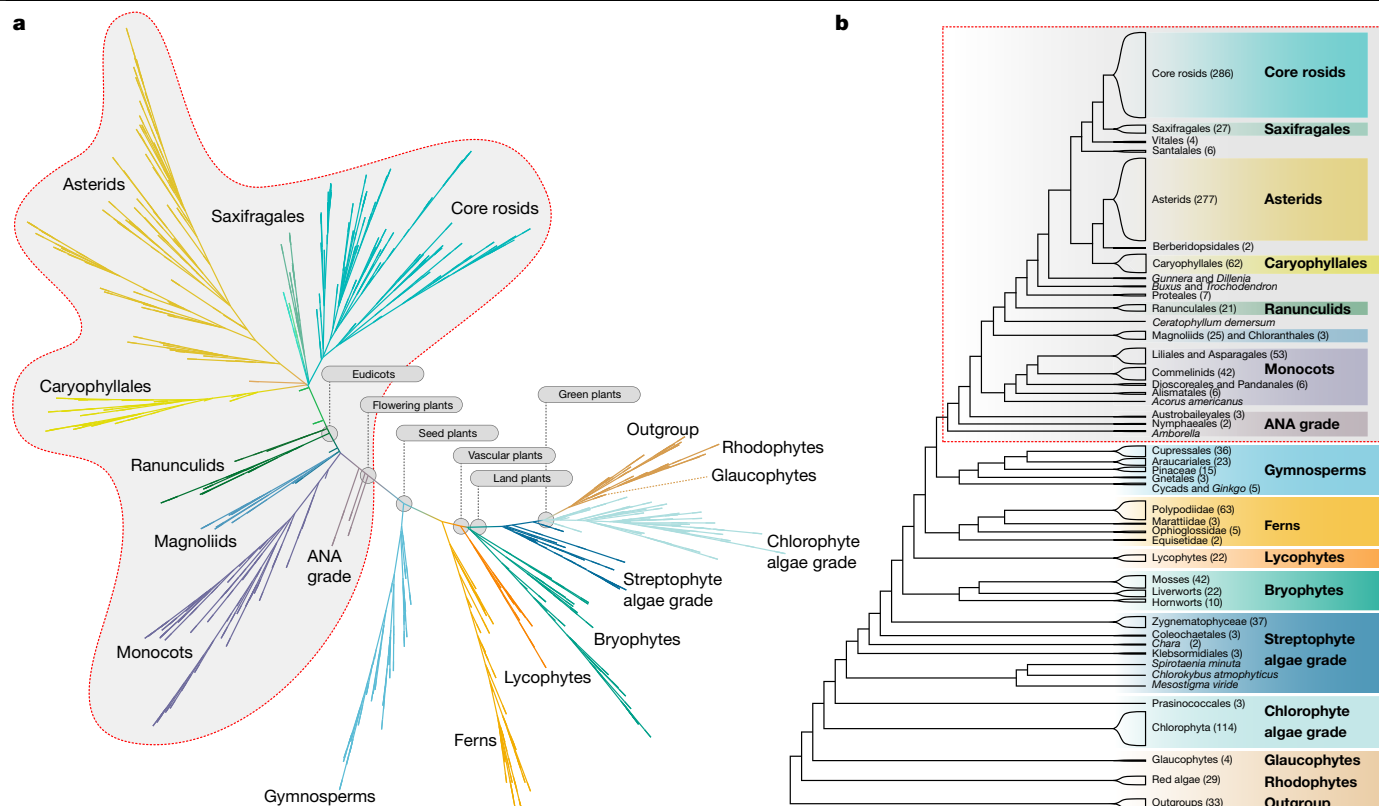 a
Asterids
Saxifragales
Core rosids
Caryophyllales
Eudicots
Flowering plants
Green plants
Seed plants
Outgroup
Rhodophytes
Vascular plants
Ranunculids
Land plants
Glaucophytes
Magnoliids
ANA
grade
Chlorophyte
algae grade
Streptophyte
algae grade
Bryophytes
Monocots
Lycophytes
Ferns
Gymnosperms
b
Core rosids (286) Core rosids
Saxifragales (27) Saxifragales
Vitales (4)
Santalales (6)
Asterids (277) Asterids
Berberidopsidales (2)
Caryophyllales (62) Caryophyllales
Gunnera and Dillenia
Buxus and Trochodendron
Proteales (7)
Ranunculales (21) Ranunculids
Ceratophyllum demersum
Magnoliids (25) and Chloranthales (3)
Liliales and Asparagales (53)
Monocots
Commelinids (42)
Dioscoreales and Pandanales (6)
Alismatales (6)
Acorus americanus
Austrobaileyales (3)
Nymphaeales (2) ANA grade
Amborella
Cupressales (36)
Araucariales (23)
Pinaceae (15) Gymnosperms
Gnetales (3)
Cycads and Ginkgo (5)
Polypodiidae (63)
Marattiidae (3)
Ophioglossidae (5) Ferns
Equisetidae (2)
Lycophytes (22) Lycophytes
Mosses (42)
Liverworts (22) Bryophytes
Hornworts (10)
Zygnematophyceae (37)
Coleochaetales (3) Streptophyte
Chara (2)
Klebsormidiales (3) algae grade
Spirotaenia minuta
Chlorokybus atmophyticus
Mesostigma viride
Prasinococcales (3) Chlorophyte
Chlorophyta (114) algae grade
Glaucophytes (4) Glaucophytes
Red algae (29) Rhodophytes
Outgroups (33) Outgroup